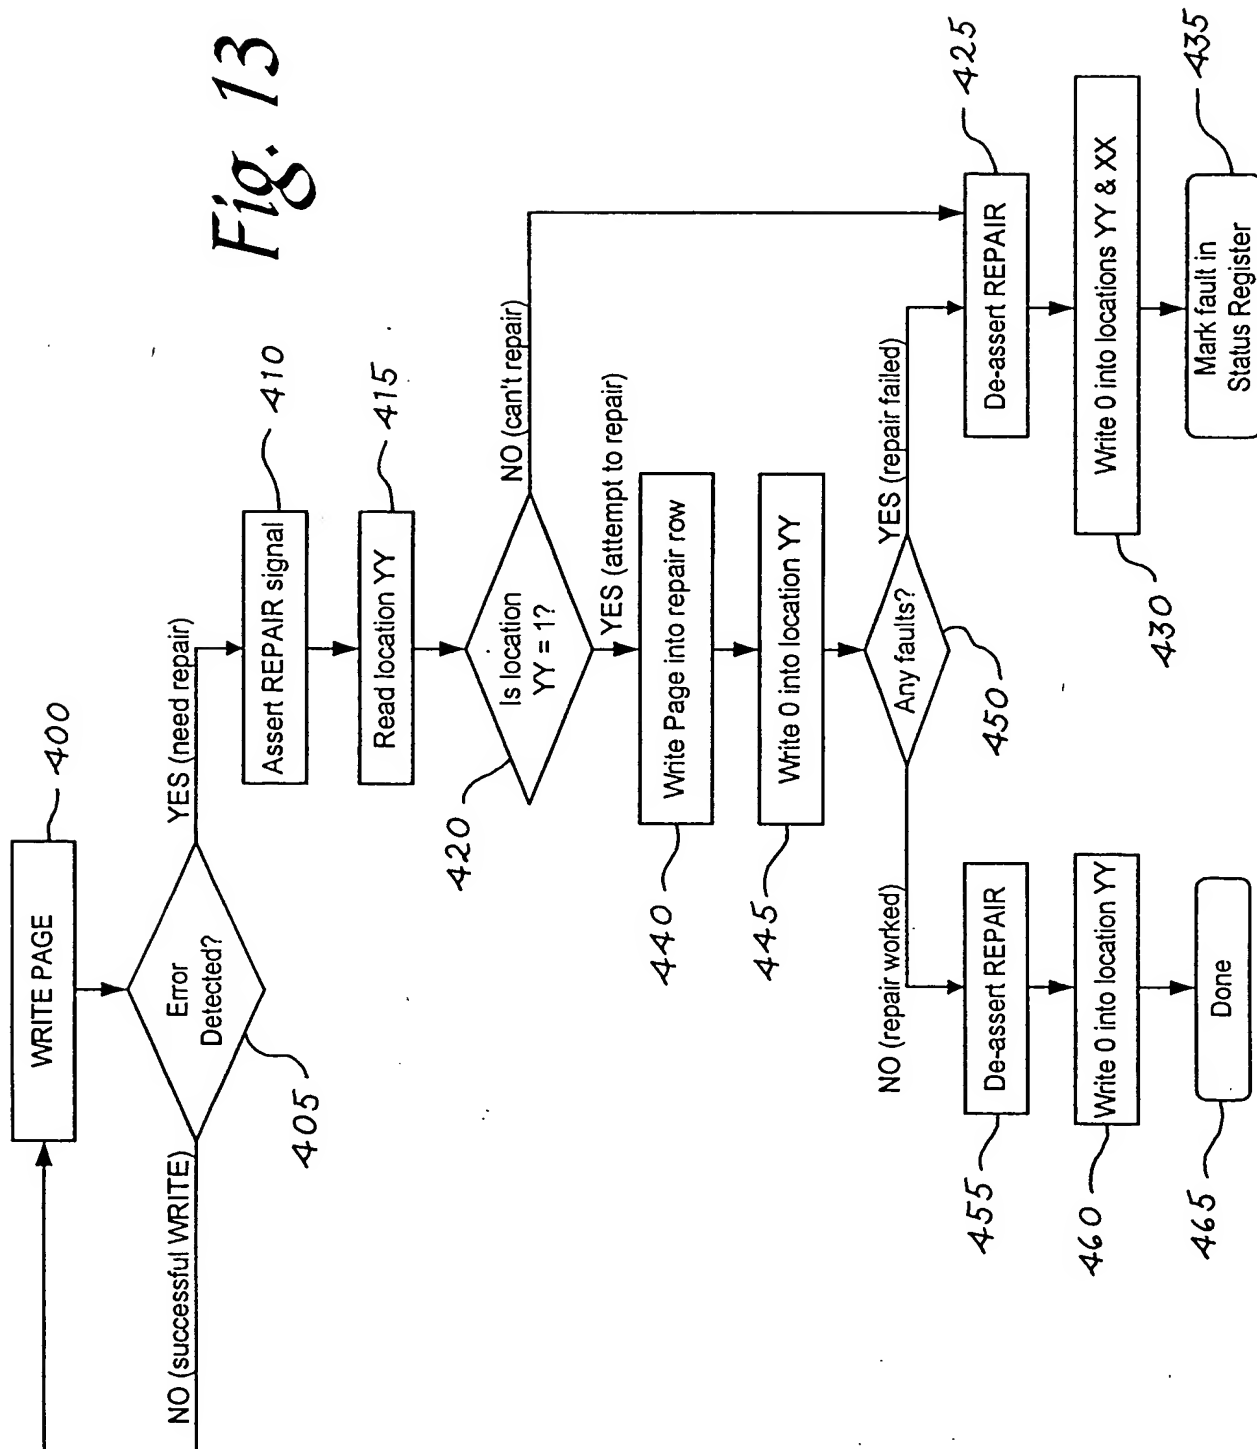 Fig. 13
WRITE PAGE
400
Error
Detected?
405
NO (successful WRITE)
YES (need repair)
Assert REPAIR signal
410
Read location YY
415
Is location
YY = 1?
420
NO (can't repair)
YES (attempt to repair)
Write Page into repair row
440
Write 0 into location YY
445
Any faults?
450
NO (repair worked)
YES (repair failed)
De-assert REPAIR
455
Write 0 into location YY
460
Done
465
De-assert REPAIR
425
Write 0 into locations YY & XX
430
Mark fault in
Status Register
435